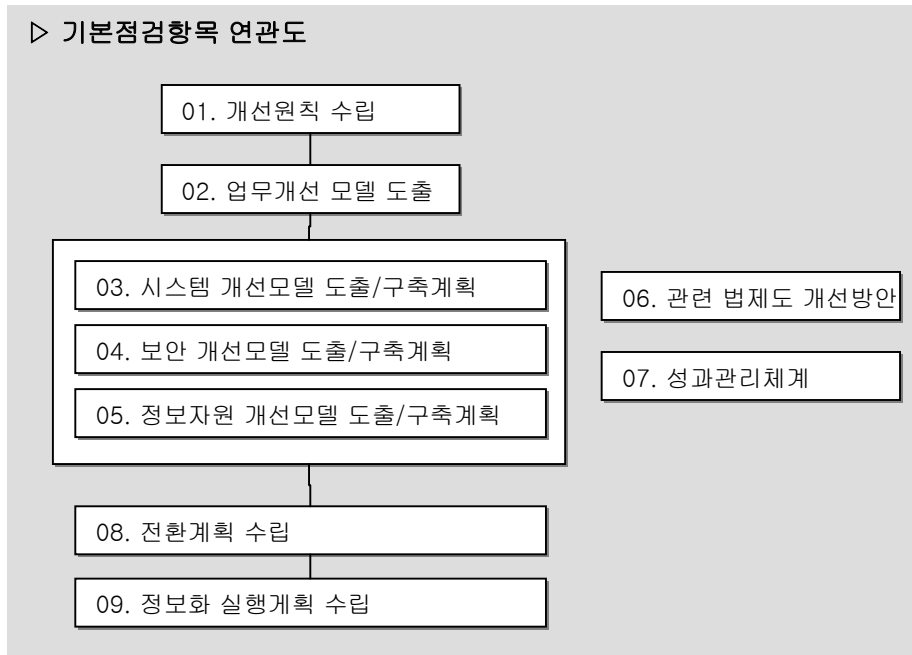 ▷ 기본점검항목 연관도
01. 개선원칙 수립
02. 업무개선 모델 도출
03. 시스템 개선모델 도출/구축계획
04. 보안 개선모델 도출/구축계획
05. 정보자원 개선모델 도출/구축계획
06. 관련 법제도 개선방안
07. 성과관리체계
08. 전환계획 수립
09. 정보화 실행게획 수립